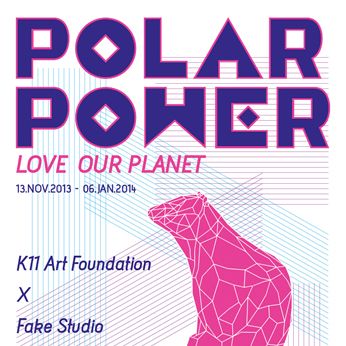 POLAR
POWER
LOVE OUR PLANET
13.NOV.2013 - 06.JAN.2014
K11 Art Foundation
X
Fake Studio